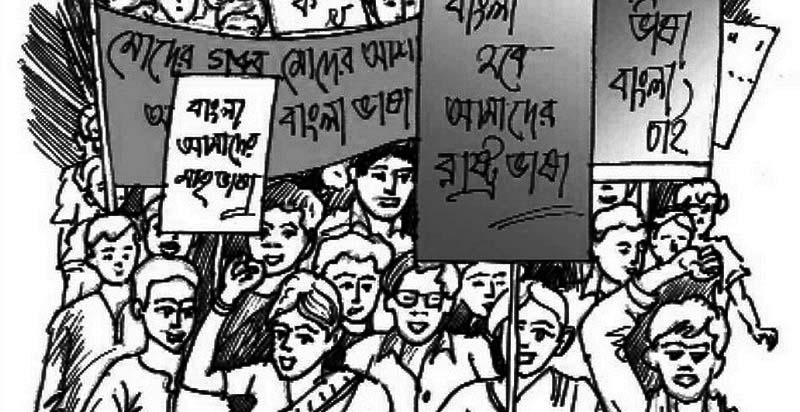 মোদের গরব মোদের আশা
বাংলা ভাষা
বাংলা
আমাদের
মাতৃভাষা
বাংলা
হবে
আমাদের
রাষ্ট্রভাষা
ভাষা
বাংলা
চাই